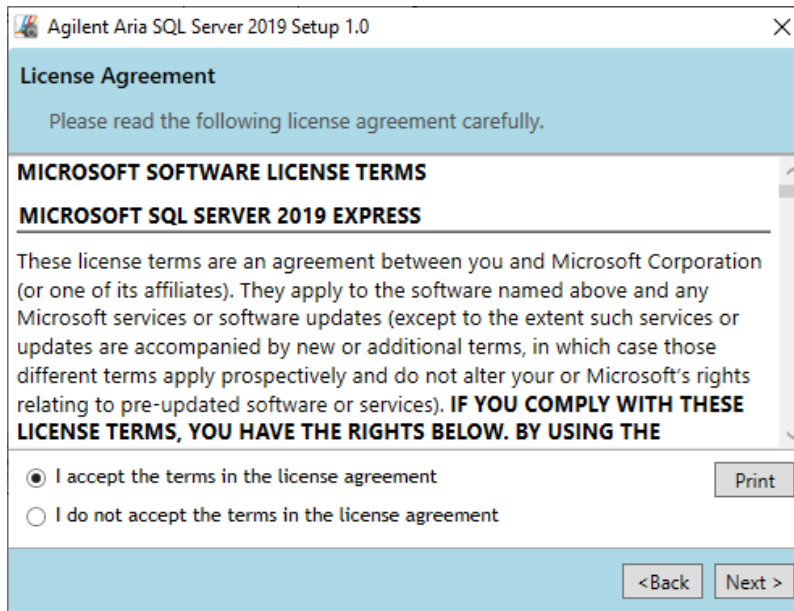 Agilent Aria SQL Server 2019 Setup 1.0
License Agreement
Please read the following license agreement carefully.
MICROSOFT SOFTWARE LICENSE TERMS
MICROSOFT SQL SERVER 2019 EXPRESS
These license terms are an agreement between you and Microsoft Corporation
(or one of its affiliates). They apply to the software named above and any
Microsoft services or software updates (except to the extent such services or
updates are accompanied by new or additional terms, in which case those
different terms apply prospectively and do not alter your or Microsoft’s rights
relating to pre-updated software or services). IF YOU COMPLY WITH THESE
LICENSE TERMS, YOU HAVE THE RIGHTS BELOW. BY USING THE
I accept the terms in the license agreement
Print
I do not accept the terms in the license agreement
<Back
Next >